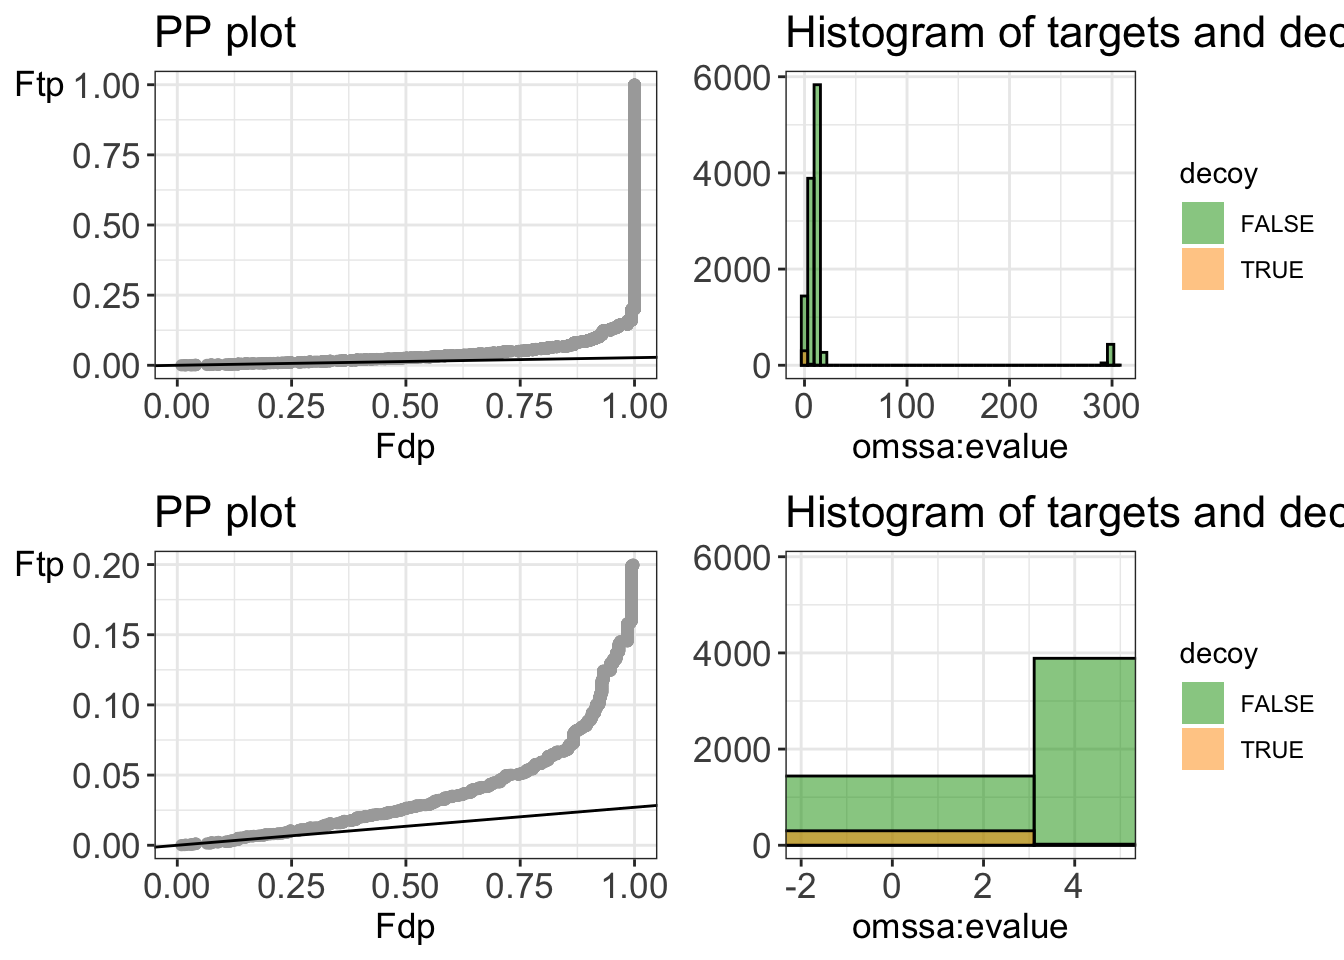 PP plot
Ftp
1.00
0.75
0.50
0.25
0.00
0.00 0.25 0.50 0.75 1.00
Fdp
Histogram of targets and dec
6000
4000
2000
0
0 100 200 300
omssa:evalue
decoy
FALSE
TRUE
PP plot
Ftp
0.20
0.15
0.10
0.05
0.00
0.00 0.25 0.50 0.75 1.00
Fdp
Histogram of targets and dec
6000
4000
2000
0
-2 0 2 4
omssa:evalue
decoy
FALSE
TRUE